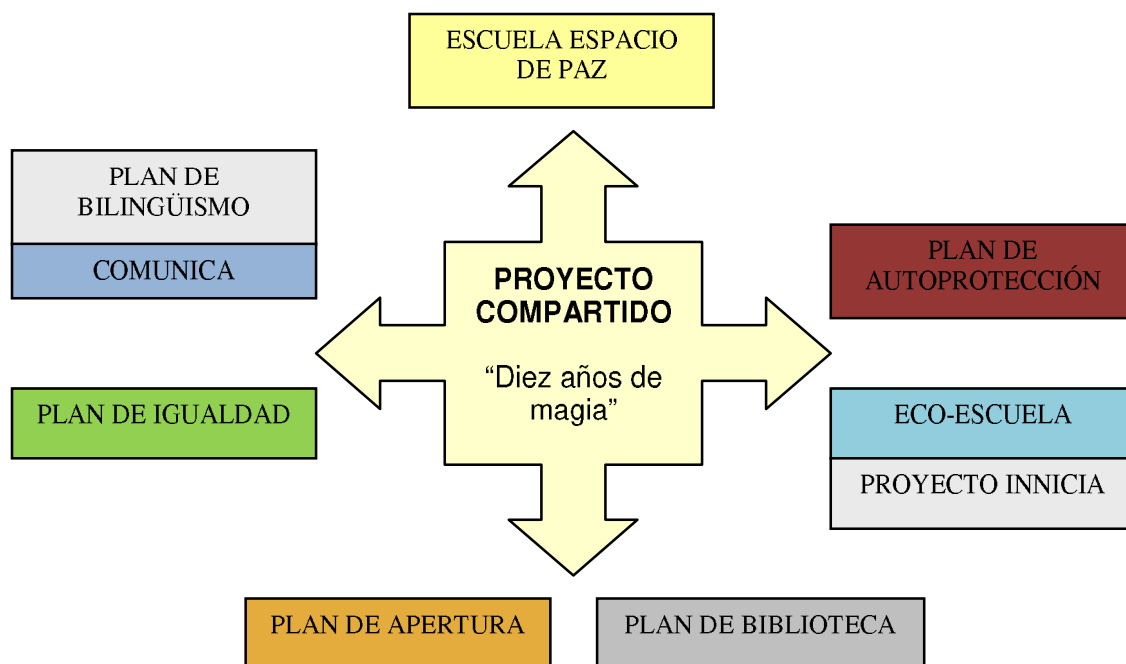 ESCUELA ESPACIO
DE PAZ
PLAN DE
BILINGÜISMO
COMUNICA
PLAN DE IGUALDAD
PROYECTO
COMPARTIDO
“Diez años de
magia”
PLAN DE
AUTOPROTECCIÓN
ECO-ESCUELA
PROYECTO INNICIA
PLAN DE APERTURA
PLAN DE BIBLIOTECA